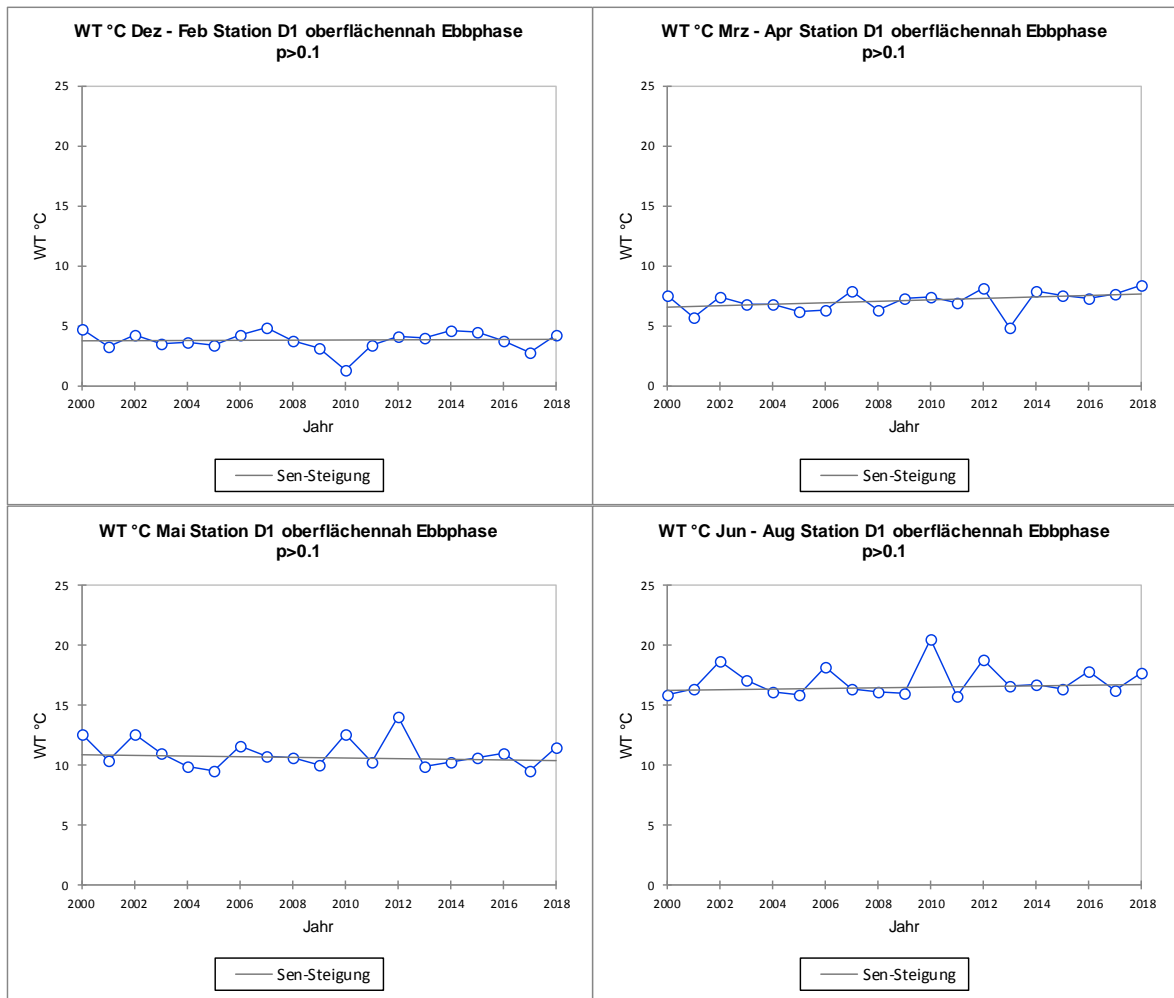 WT °C Dez - Feb Station D1 oberflächennah Ebbphase
p>0.1
25
20
15
10
5
0
WT °C
2000 2002 2004 2006 2008 2010 2012 2014 2016 2018
Jahr
Sen-Steigung
WT °C Mrz - Apr Station D1 oberflächennah Ebbphase
p>0.1
25
20
15
10
5
0
WT °C
2000 2002 2004 2006 2008 2010 2012 2014 2016 2018
Jahr
Sen-Steigung
WT °C Mai Station D1 oberflächennah Ebbphase
p>0.1
25
20
15
10
5
0
WT °C
2000 2002 2004 2006 2008 2010 2012 2014 2016 2018
Jahr
Sen-Steigung
WT °C Jun - Aug Station D1 oberflächennah Ebbphase
p>0.1
25
20
15
10
5
0
WT °C
2000 2002 2004 2006 2008 2010 2012 2014 2016 2018
Jahr
Sen-Steigung